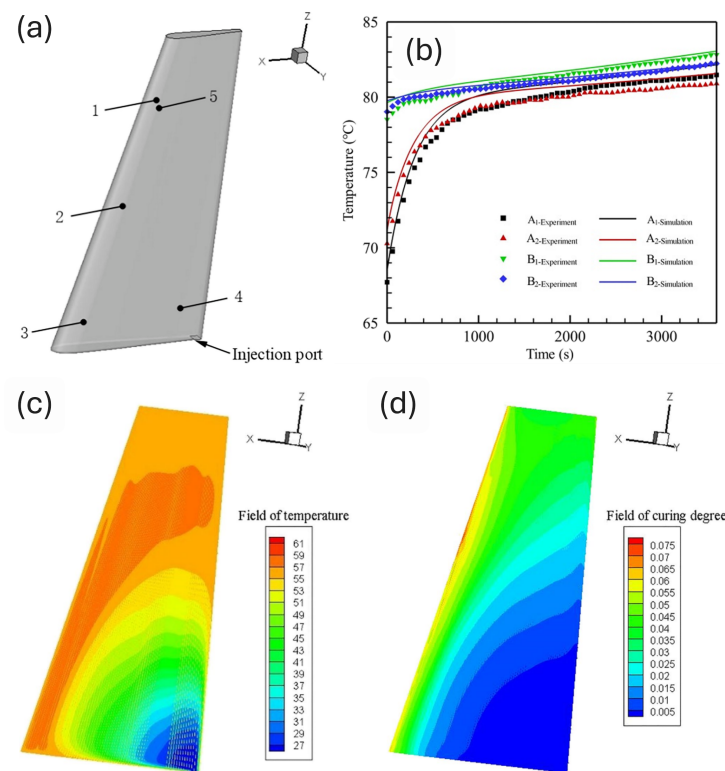 (a)
Z
X
Y
1
5
2
3
4
Injection port
(b)
85
80
75
70
65
Temperature (℃)
A1-Experiment
A1-Simulation
A2-Experiment
A2-Simulation
B1-Experiment
B1-Simulation
B2-Experiment
B2-Simulation
0
1000
2000
3000
Time (s)
(c)
Z
X
Y
Field of temperature
61
59
57
55
53
51
49
47
45
43
41
39
37
35
33
31
29
27
(d)
Z
X
Y
Field of curing degree
0.075
0.07
0.065
0.06
0.055
0.05
0.045
0.04
0.035
0.03
0.025
0.02
0.015
0.01
0.005